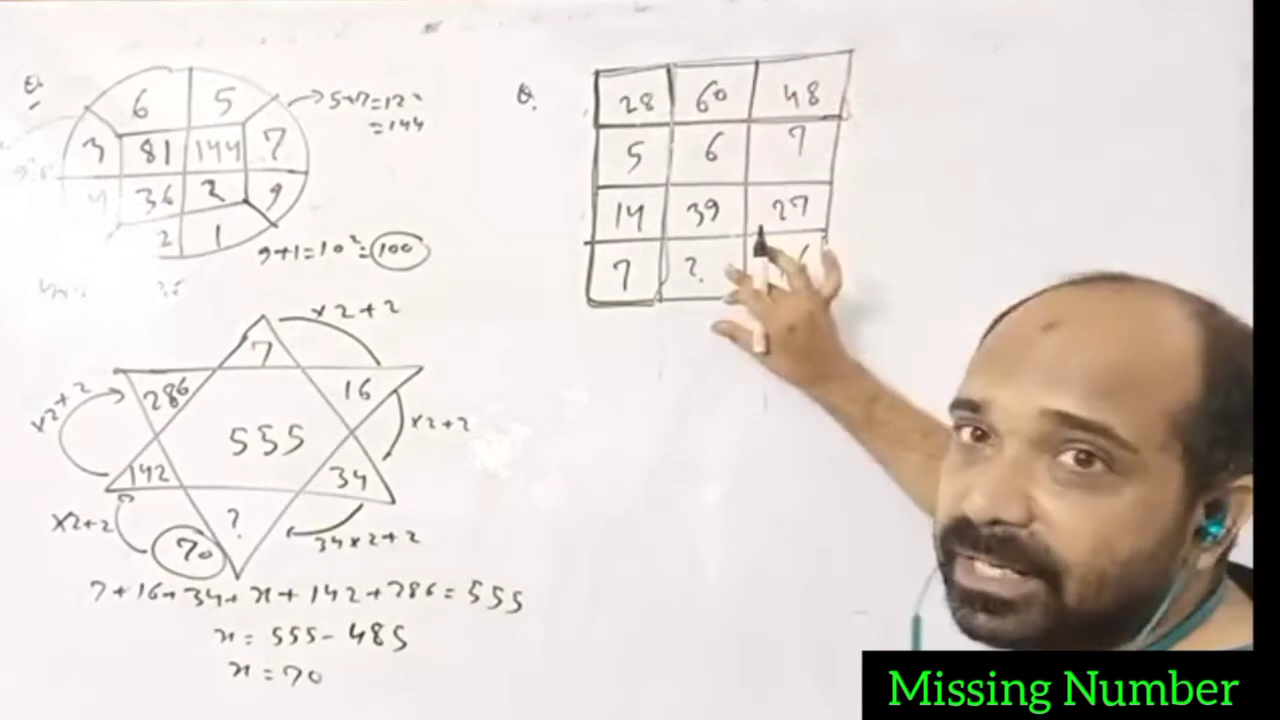 Q.
6 5
5+7=12²
=144
3 81 144 7
36 2 9
2 1
9+1=10²=100
Q.
28 60 48
5 6 7
14 39 27
7 ?
×2+2
7
286 16
×2+2
×2+2
555
142 34
×2+2
?
34×2+2
70
7+16+34+x+142+286=555
x=555-485
x=70
Missing Number